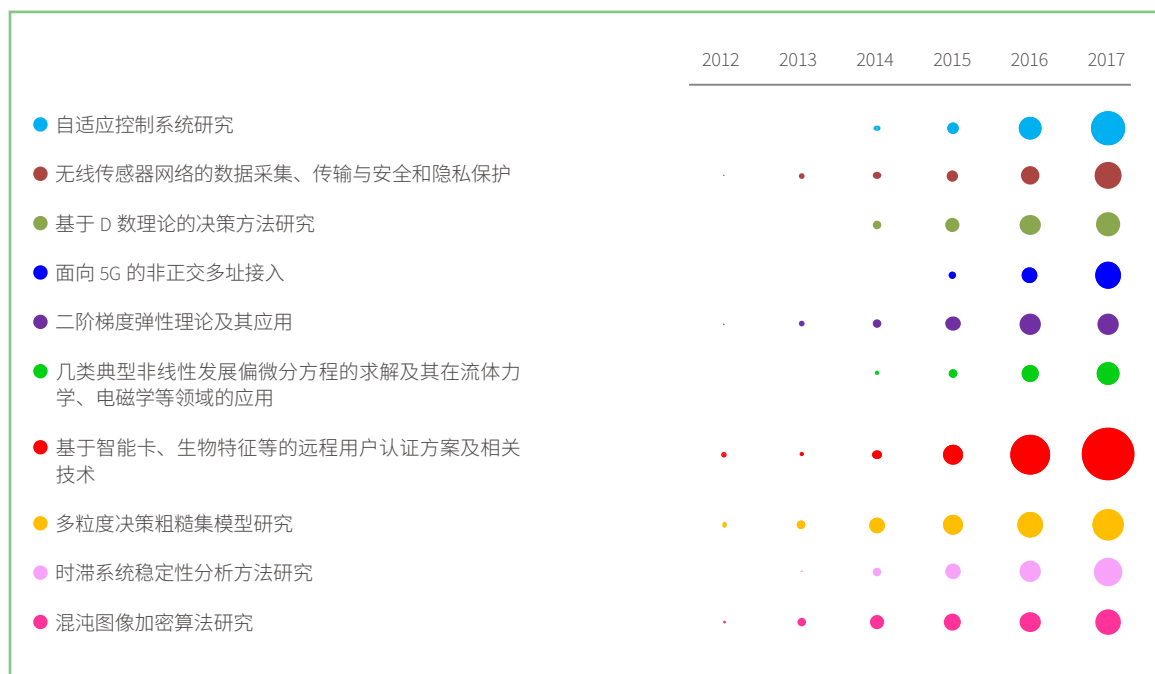 2012 2013 2014 2015 2016 2017
自适应控制系统研究
无线传感器网络的数据采集、传输与安全和隐私保护
基于 D 数理论的决策方法研究
面向 5G 的非正交多址接入
二阶梯度弹性理论及其应用
几类典型非线性发展偏微分方程的求解及其在流体力
学、电磁学等领域的应用
基于智能卡、生物特征等的远程用户认证方案及相关
技术
多粒度决策粗糙集模型研究
时滞系统稳定性分析方法研究
混沌图像加密算法研究